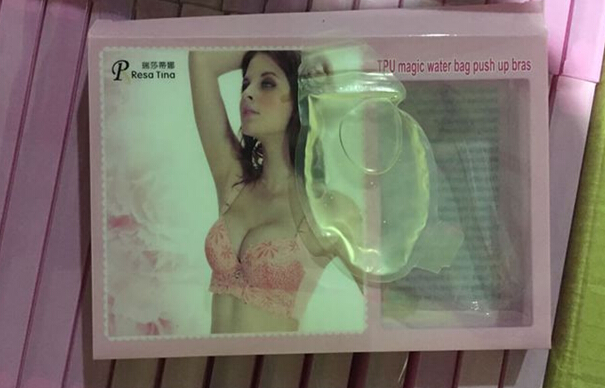 瑞莎蒂娜
Resa Tina
TPU magic water bag push up bras